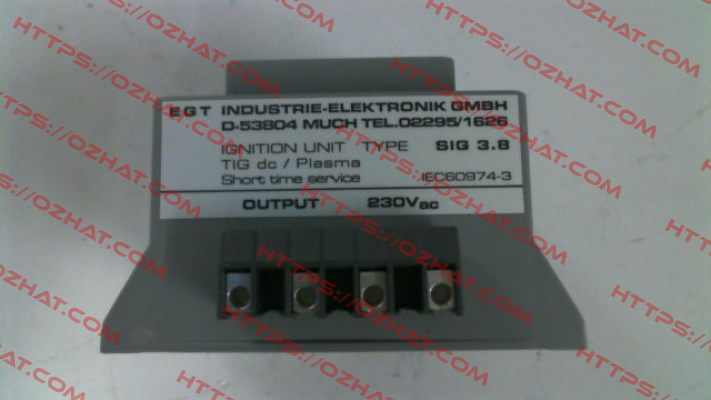 EGT INDUSTRIE-ELEKTRONIK GMBH
D-53804 MUCH TEL.02295/1626
IGNITION UNIT TYPE SIG 3.8
TIG dc / Plasma
Short time service IEC60974-3
OUTPUT 230Vac
HTTPS://OZHAT.COM